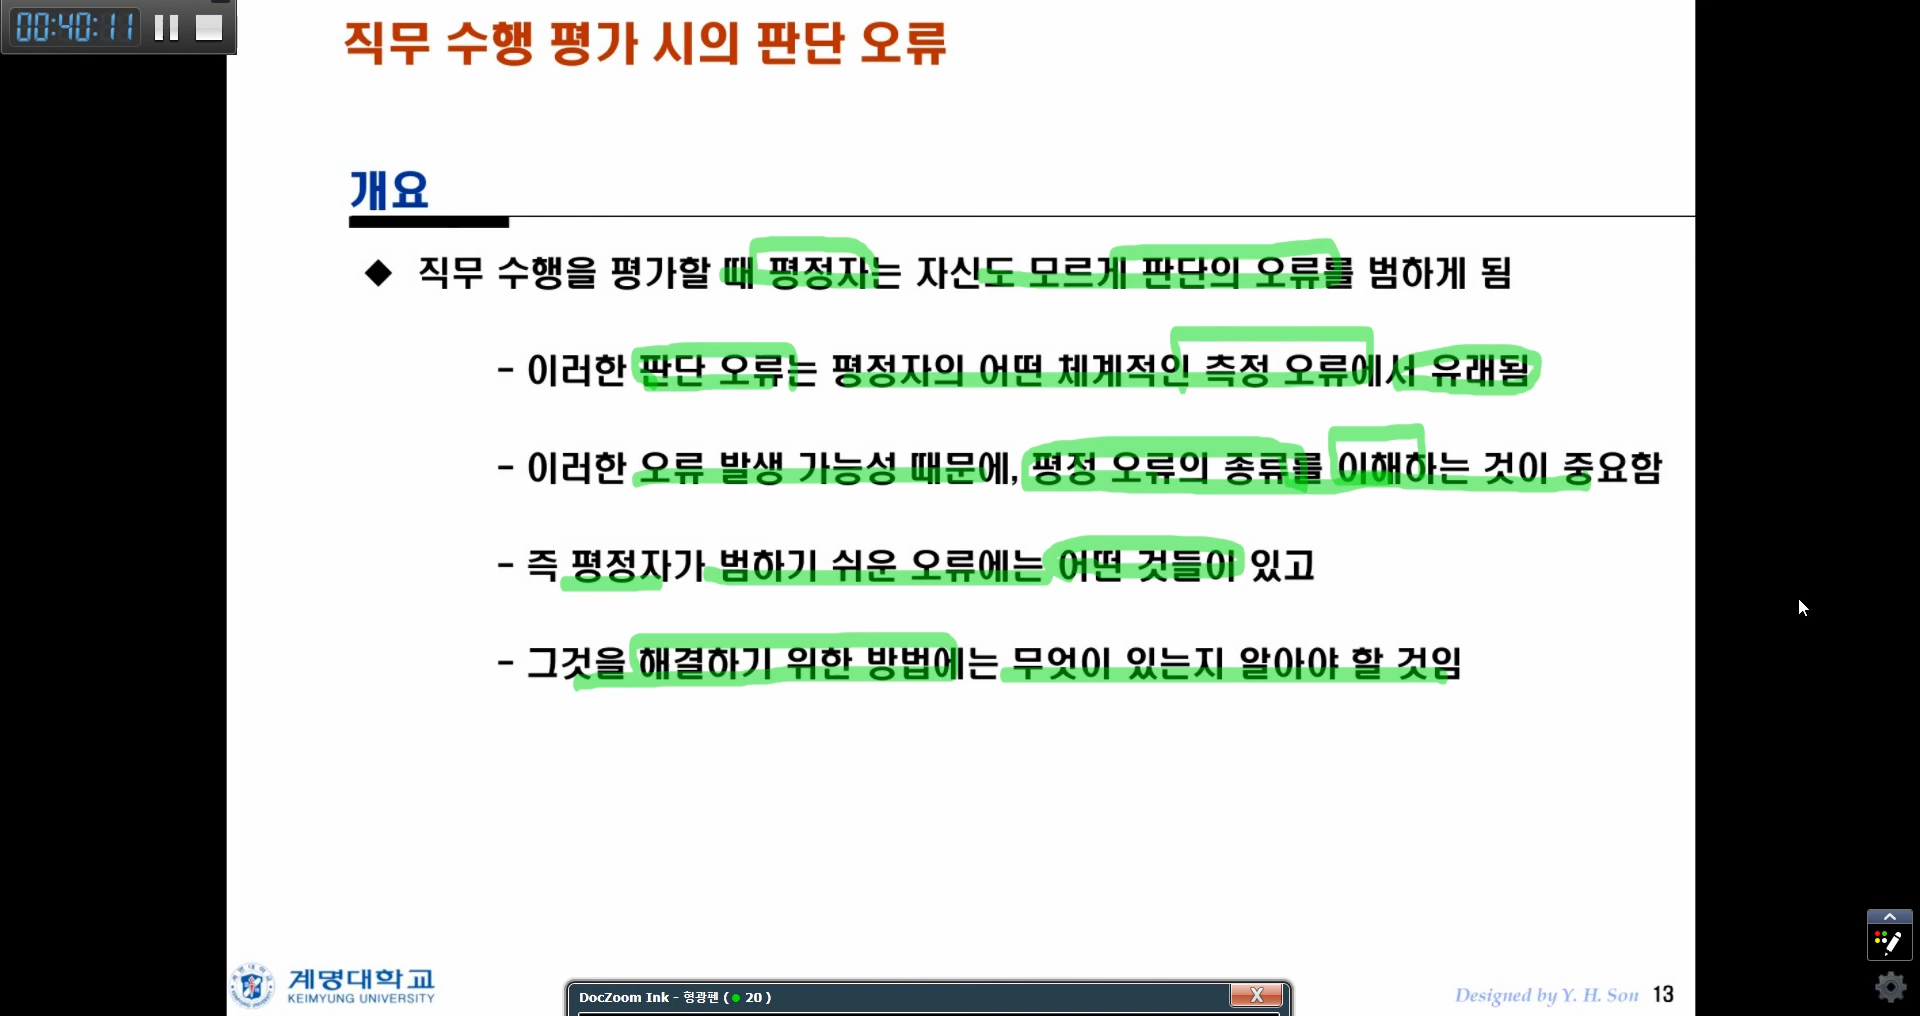 00:40:11
직무 수행 평가 시의 판단 오류
개요
◆ 직무 수행을 평가할 때 평정자는 자신도 모르게 판단의 오류를 범하게 됨
- 이러한 판단 오류는 평정자의 어떤 체계적인 측정 오류에서 유래됨
- 이러한 오류 발생 가능성 때문에, 평정 오류의 종류를 이해하는 것이 중요함
- 즉 평정자가 범하기 쉬운 오류에는 어떤 것들이 있고
- 그것을 해결하기 위한 방법에는 무엇이 있는지 알아야 할 것임
계명대학교
KEIMYUNG UNIVERSITY
DocZoom Ink - 형광펜 ( ● 20 )
X
Designed by Y. H. Son 13